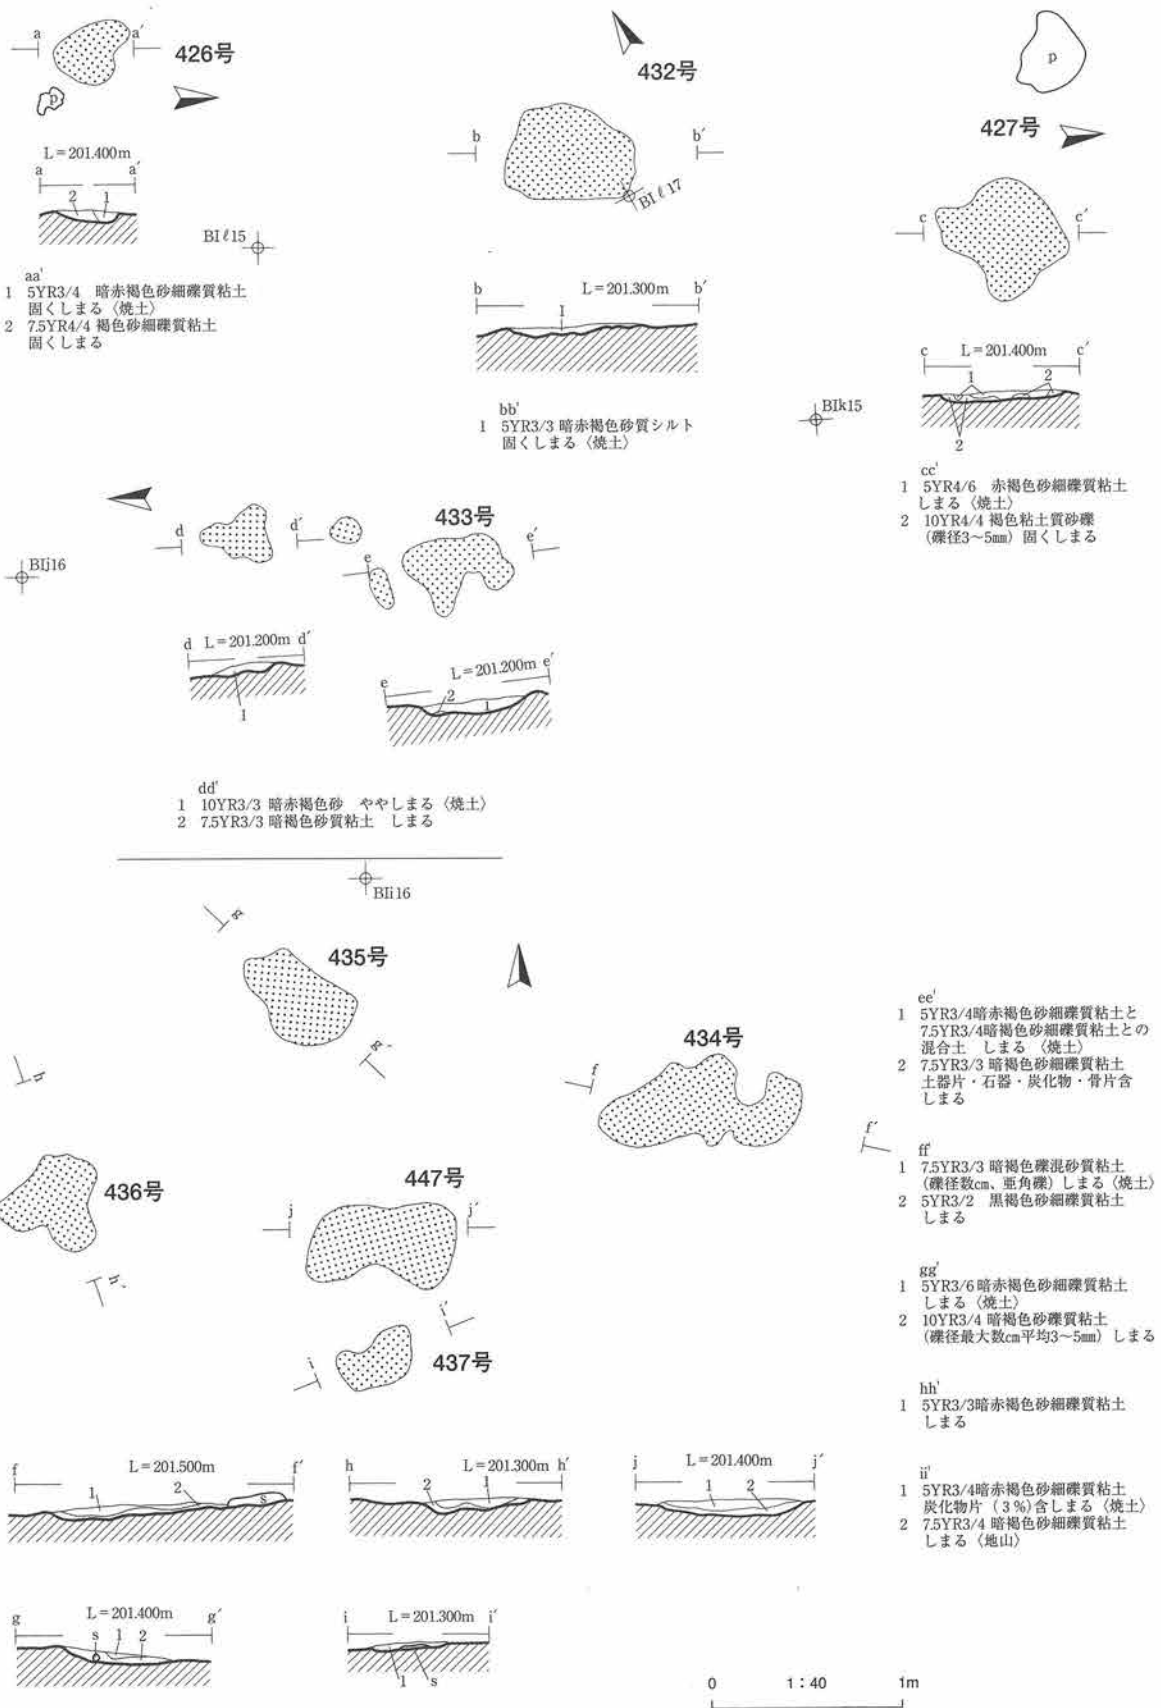 a a′
426号
p
L=201.400m
a a′
2 1
BIℓ15
aa'
1 5YR3/4 暗赤褐色砂細礫質粘土
固くしまる〈焼土〉
2 7.5YR4/4 褐色砂細礫質粘土
固くしまる
432号
b b′
BIℓ17
b L=201.300m b′
1
bb'
1 5YR3/3 暗赤褐色砂質シルト
固くしまる〈焼土〉
p
427号
c c′
c L=201.400m c′
1 2
2
BIk15
cc'
1 5YR4/6 赤褐色砂細礫質粘土
しまる〈焼土〉
2 10YR4/4 褐色粘土質砂礫
(礫径3~5㎜) 固くしまる
433号
d d′
e e′
BIj16
d L=201.200m d′
1
e L=201.200m e′
2 1
dd'
1 10YR3/3 暗赤褐色砂 ややしまる〈焼土〉
2 7.5YR3/3 暗褐色砂質粘土 しまる
BIi16
g
435号
g′
434号
f f′
h
436号
h′
447号
j j′
i′
437号
i
ee'
1 5YR3/4暗赤褐色砂細礫質粘土と
7.5YR3/4暗褐色砂細礫質粘土との
混合土 しまる 〈焼土〉
2 7.5YR3/3 暗褐色砂細礫質粘土
土器片・石器・炭化物・骨片含
しまる
ff'
1 7.5YR3/3 暗褐色礫混砂質粘土
(礫径数㎝、亜角礫) しまる〈焼土〉
2 5YR3/2 黒褐色砂細礫質粘土
しまる
gg'
1 5YR3/6暗赤褐色砂細礫質粘土
しまる〈焼土〉
2 10YR3/4 暗褐色砂礫質粘土
(礫径最大数㎝平均3~5㎜) しまる
hh'
1 5YR3/3暗赤褐色砂細礫質粘土
しまる
ii'
1 5YR3/4暗赤褐色砂細礫質粘土
炭化物片 (3%)含しまる〈焼土〉
2 7.5YR3/4 暗褐色砂細礫質粘土
しまる〈地山〉
f L=201.500m f′
1 2 s
h L=201.300m h′
2 1
j L=201.400m j′
1 2
g L=201.400m g′
s 1 2
i L=201.300m i′
1 s
0 1:40 1m